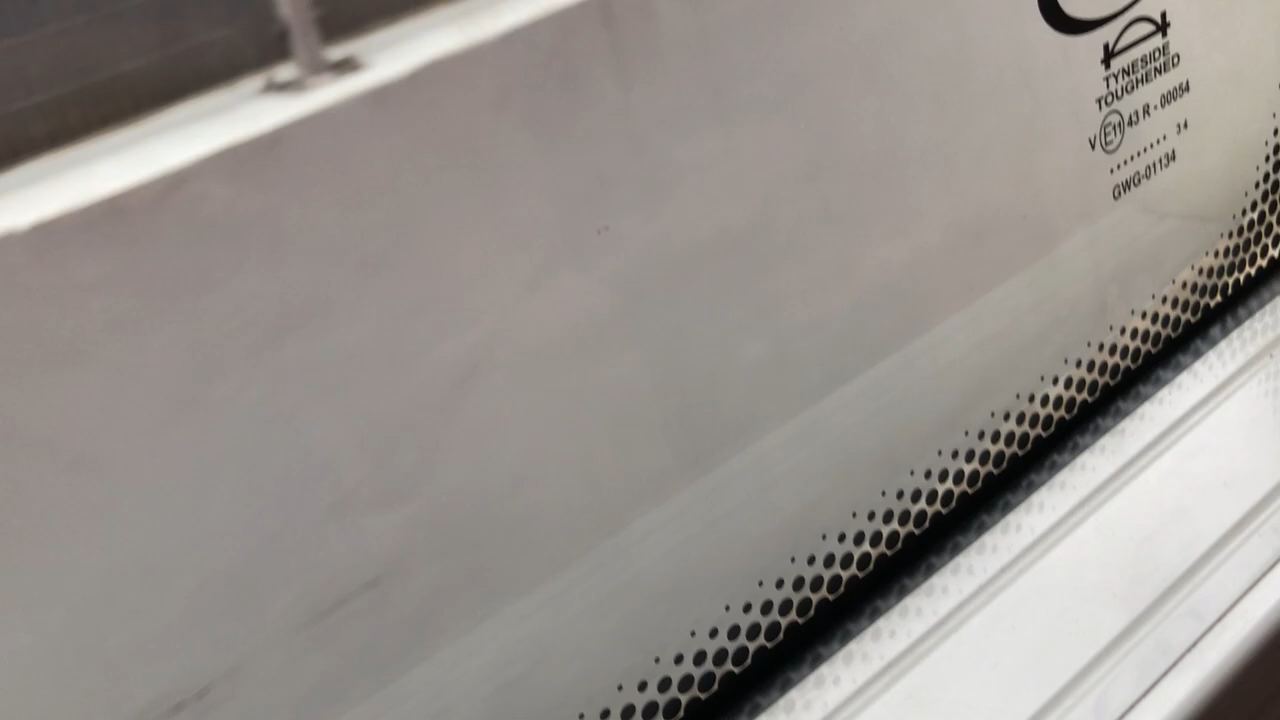 TYNESIDE
TOUGHENED
V E11 43 R - 00054
......... 34
GWG-01134